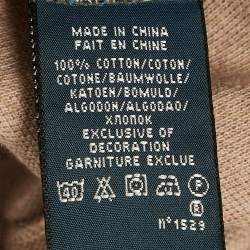 MADE IN CHINA
FAIT EN CHINE
100% COTTON/COTON/
COTONE/BAUMWOLLE/
KATOEN/BOMULD/
ALGODON/ALGODAO/
ХЛОПОК
EXCLUSIVE OF
DECORATION
GARNITURE EXCLUE
P
n°1529